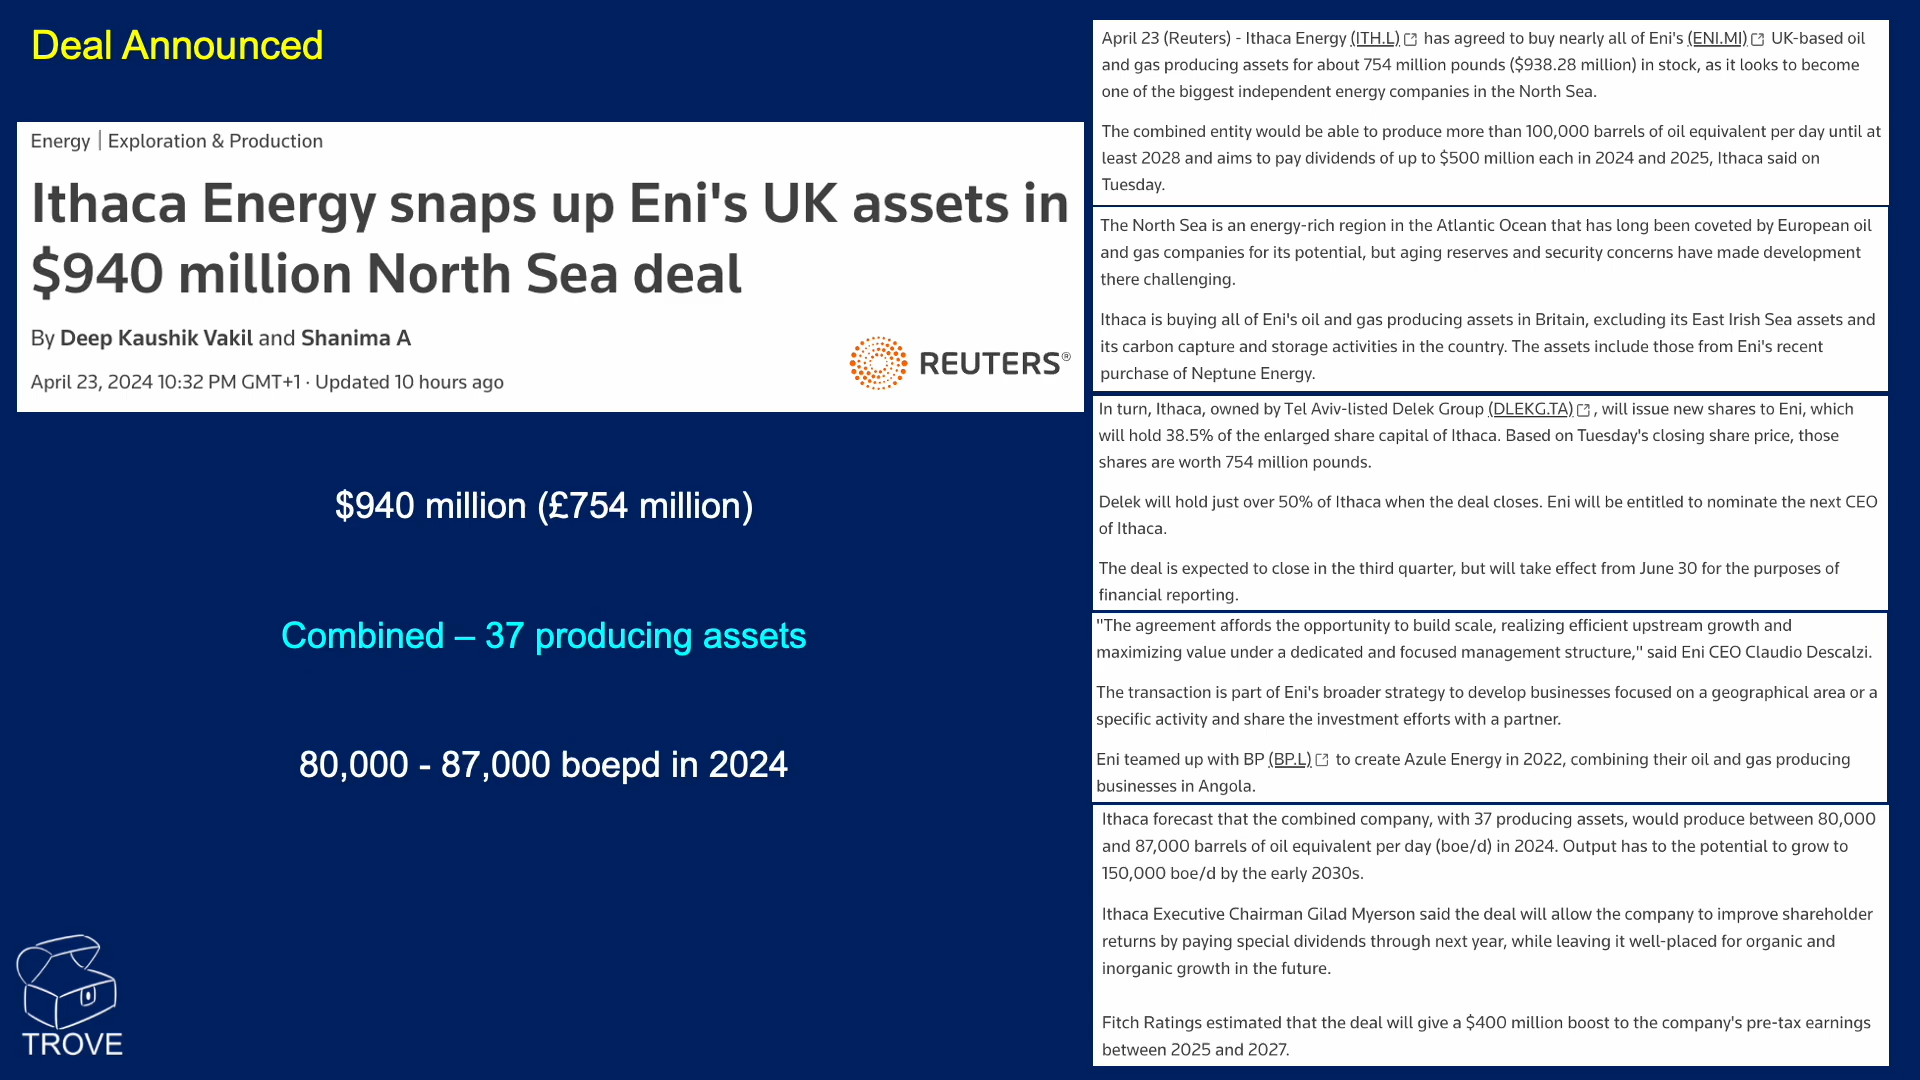 Deal Announced
Energy | Exploration & Production
Ithaca Energy snaps up Eni's UK assets in
$940 million North Sea deal
By Deep Kaushik Vakil and Shanima A
April 23, 2024 10:32 PM GMT+1 · Updated 10 hours ago
REUTERS®
$940 million (£754 million)
Combined – 37 producing assets
80,000 - 87,000 boepd in 2024
TROVE
April 23 (Reuters) - Ithaca Energy (ITH.L) has agreed to buy nearly all of Eni's (ENI.MI) UK-based oil
and gas producing assets for about 754 million pounds ($938.28 million) in stock, as it looks to become
one of the biggest independent energy companies in the North Sea.
The combined entity would be able to produce more than 100,000 barrels of oil equivalent per day until at
least 2028 and aims to pay dividends of up to $500 million each in 2024 and 2025, Ithaca said on
Tuesday.
The North Sea is an energy-rich region in the Atlantic Ocean that has long been coveted by European oil
and gas companies for its potential, but aging reserves and security concerns have made development
there challenging.
Ithaca is buying all of Eni's oil and gas producing assets in Britain, excluding its East Irish Sea assets and
its carbon capture and storage activities in the country. The assets include those from Eni's recent
purchase of Neptune Energy.
In turn, Ithaca, owned by Tel Aviv-listed Delek Group (DLEKG.TA) , will issue new shares to Eni, which
will hold 38.5% of the enlarged share capital of Ithaca. Based on Tuesday's closing share price, those
shares are worth 754 million pounds.
Delek will hold just over 50% of Ithaca when the deal closes. Eni will be entitled to nominate the next CEO
of Ithaca.
The deal is expected to close in the third quarter, but will take effect from June 30 for the purposes of
financial reporting.
"The agreement affords the opportunity to build scale, realizing efficient upstream growth and
maximizing value under a dedicated and focused management structure," said Eni CEO Claudio Descalzi.
The transaction is part of Eni's broader strategy to develop businesses focused on a geographical area or a
specific activity and share the investment efforts with a partner.
Eni teamed up with BP (BP.L) to create Azule Energy in 2022, combining their oil and gas producing
businesses in Angola.
Ithaca forecast that the combined company, with 37 producing assets, would produce between 80,000
and 87,000 barrels of oil equivalent per day (boe/d) in 2024. Output has to the potential to grow to
150,000 boe/d by the early 2030s.
Ithaca Executive Chairman Gilad Myerson said the deal will allow the company to improve shareholder
returns by paying special dividends through next year, while leaving it well-placed for organic and
inorganic growth in the future.
Fitch Ratings estimated that the deal will give a $400 million boost to the company's pre-tax earnings
between 2025 and 2027.